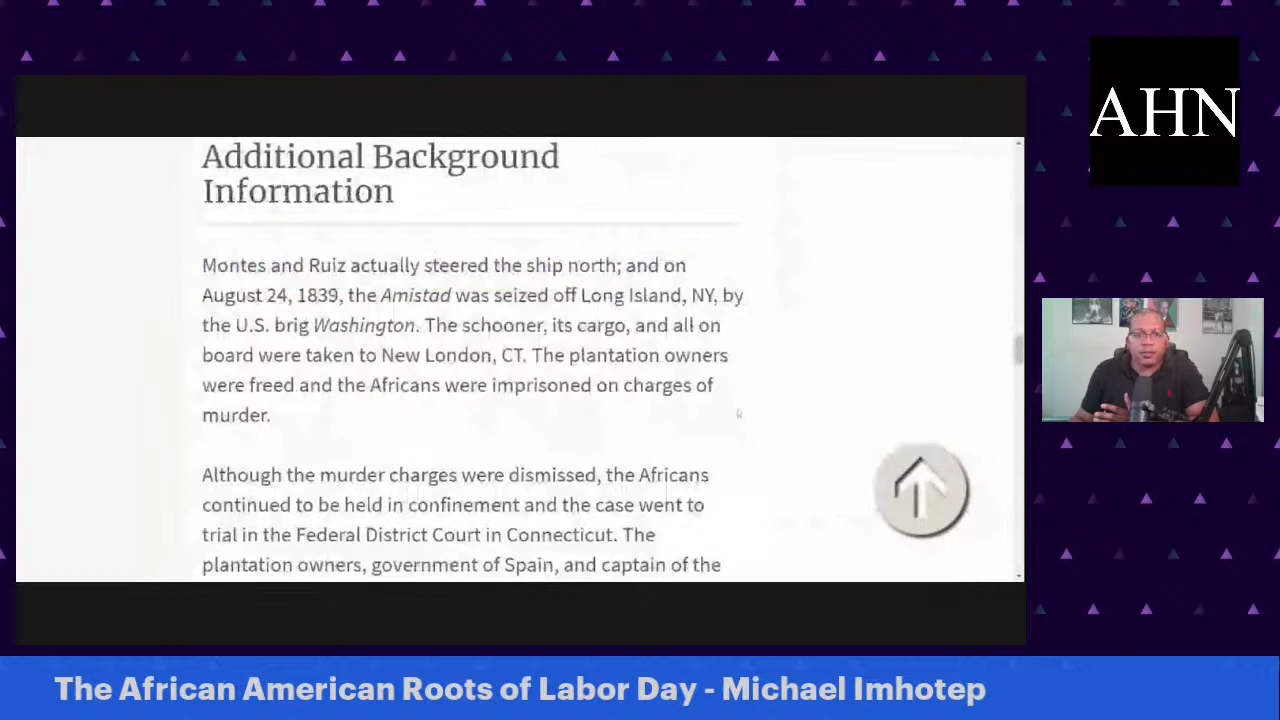 AHN
Additional Background
Information
Montes and Ruiz actually steered the ship north; and on
August 24, 1839, the Amistad was seized off Long Island, NY, by
the U.S. brig Washington. The schooner, its cargo, and all on
board were taken to New London, CT. The plantation owners
were freed and the Africans were imprisoned on charges of
murder.
Although the murder charges were dismissed, the Africans
continued to be held in confinement and the case went to
trial in the Federal District Court in Connecticut. The
plantation owners, government of Spain, and captain of the
The African American Roots of Labor Day - Michael Imhotep